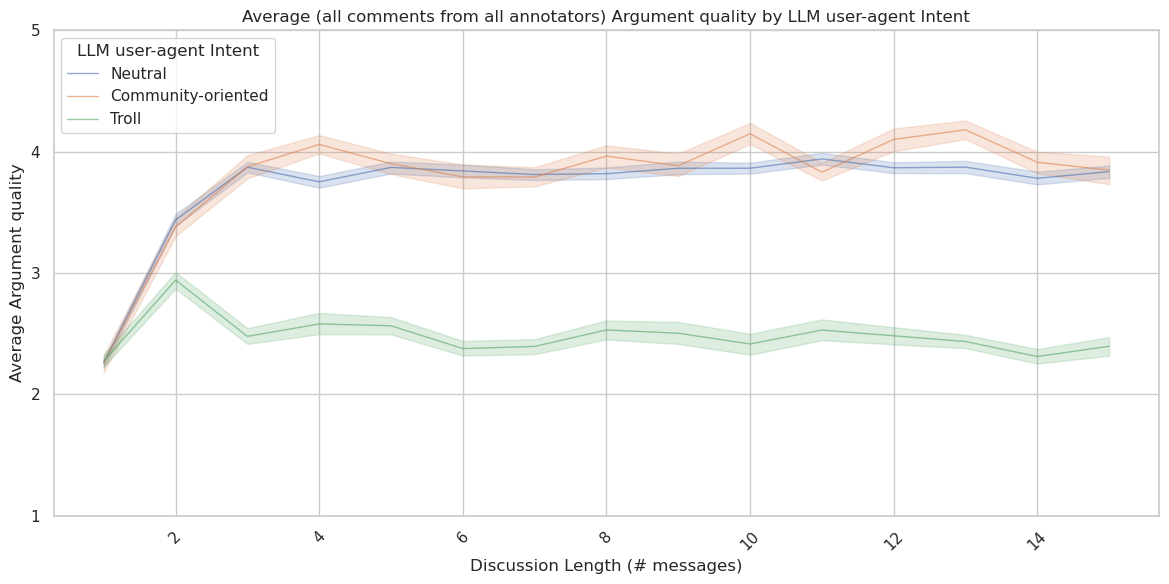 Average (all comments from all annotators) Argument quality by LLM user-agent Intent
LLM user-agent Intent
Neutral
Community-oriented
Troll
Average Argument quality
5
4
3
2
1
2
4
6
8
10
12
14
Discussion Length (# messages)